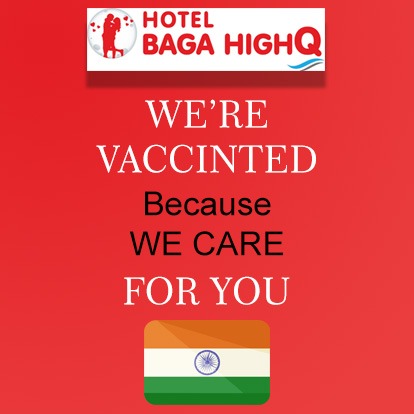 HOTEL
BAGA HIGHQ
WE’RE
VACCINTED
Because
WE CARE
FOR YOU